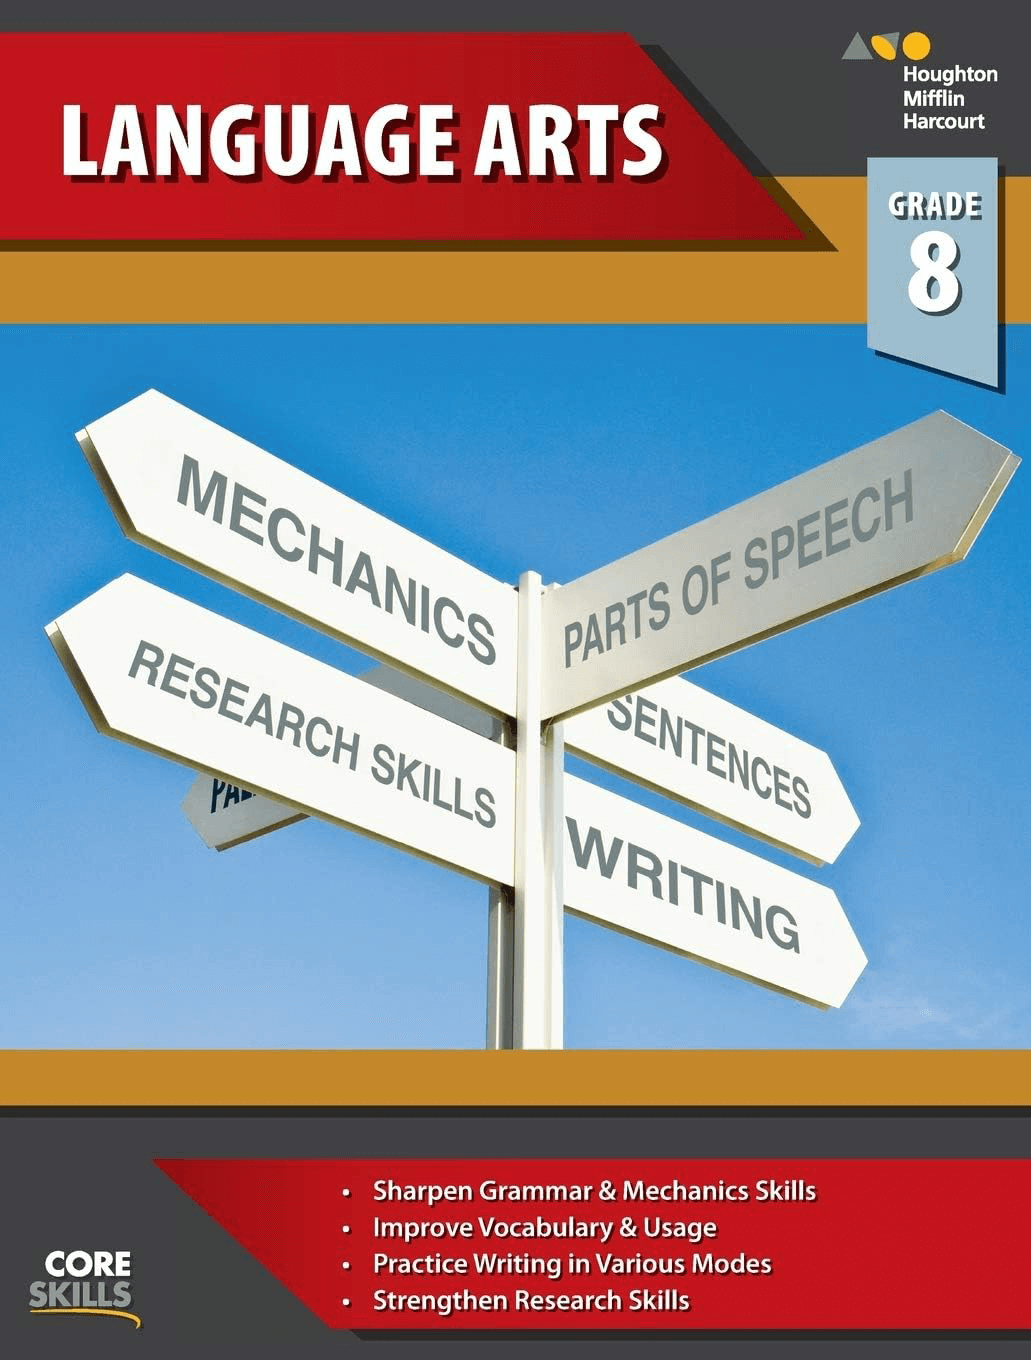 LANGUAGE ARTS
Houghton
Mifflin
Harcourt
GRADE
8
MECHANICS
PARTS OF SPEECH
RESEARCH SKILLS
SENTENCES
WRITING
• Sharpen Grammar & Mechanics Skills
• Improve Vocabulary & Usage
• Practice Writing in Various Modes
• Strengthen Research Skills
CORE
SKILLS